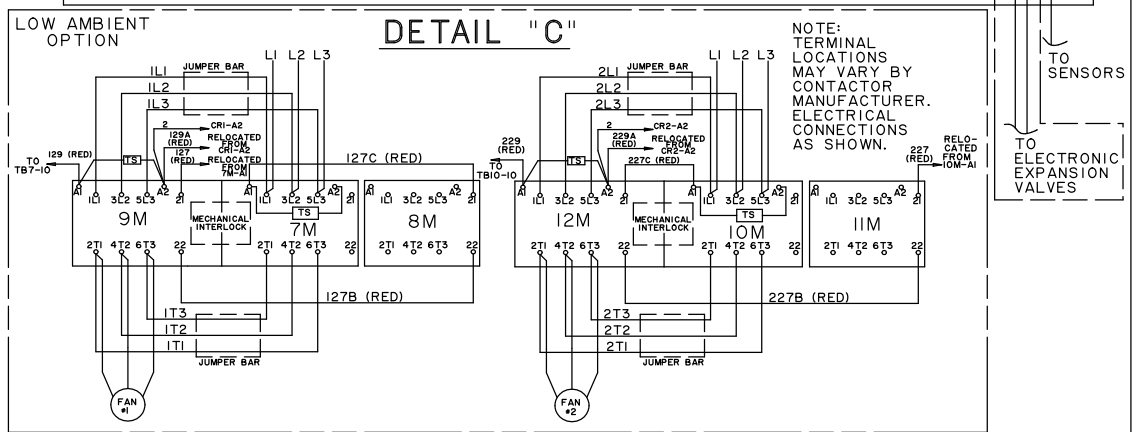 LOW AMBIENT
OPTION
DETAIL "C"
NOTE:
TERMINAL
LOCATIONS
MAY VARY BY
CONTACTOR
MANUFACTURER.
ELECTRICAL
CONNECTIONS
AS SHOWN.
TO
SENSORS
TO
ELECTRONIC
EXPANSION
VALVES
L1 L2 L3
JUMPER BAR
1L1
1L2
1L3
2
CR1-A2
129A
(RED)
RELOCATED
FROM
CR1-A2
127
(RED)
RELOCATED
FROM
7M-A1
129 (RED)
TO
TB7-10
TS
127C (RED)
A1 1L1 3L2 5L3 A2 21
A1 1L1 3L2 5L3 A2 21
A1 1L1 3L2 5L3 A2 21
9M
MECHANICAL
INTERLOCK
TS
7M
8M
2T1 4T2 6T3 22
2T1 4T2 6T3 22
2T1 4T2 6T3 22
127B (RED)
1T3
1T2
1T1
JUMPER BAR
FAN
#1
L1 L2 L3
JUMPER BAR
2L1
2L2
2L3
2
CR2-A2
229A
(RED)
RELOCATED
FROM
CR2-A2
227C (RED)
229
(RED)
TO
TB10-10
TS
227
(RED)
RELO-
CATED
FROM
10M-A1
A1 1L1 3L2 5L3 A2 21
A1 1L1 3L2 5L3 A2 21
A1 1L1 3L2 5L3 A2 21
12M
MECHANICAL
INTERLOCK
TS
10M
11M
2T1 4T2 6T3 22
2T1 4T2 6T3 22
2T1 4T2 6T3 22
227B (RED)
2T3
2T2
2T1
JUMPER BAR
FAN
#2